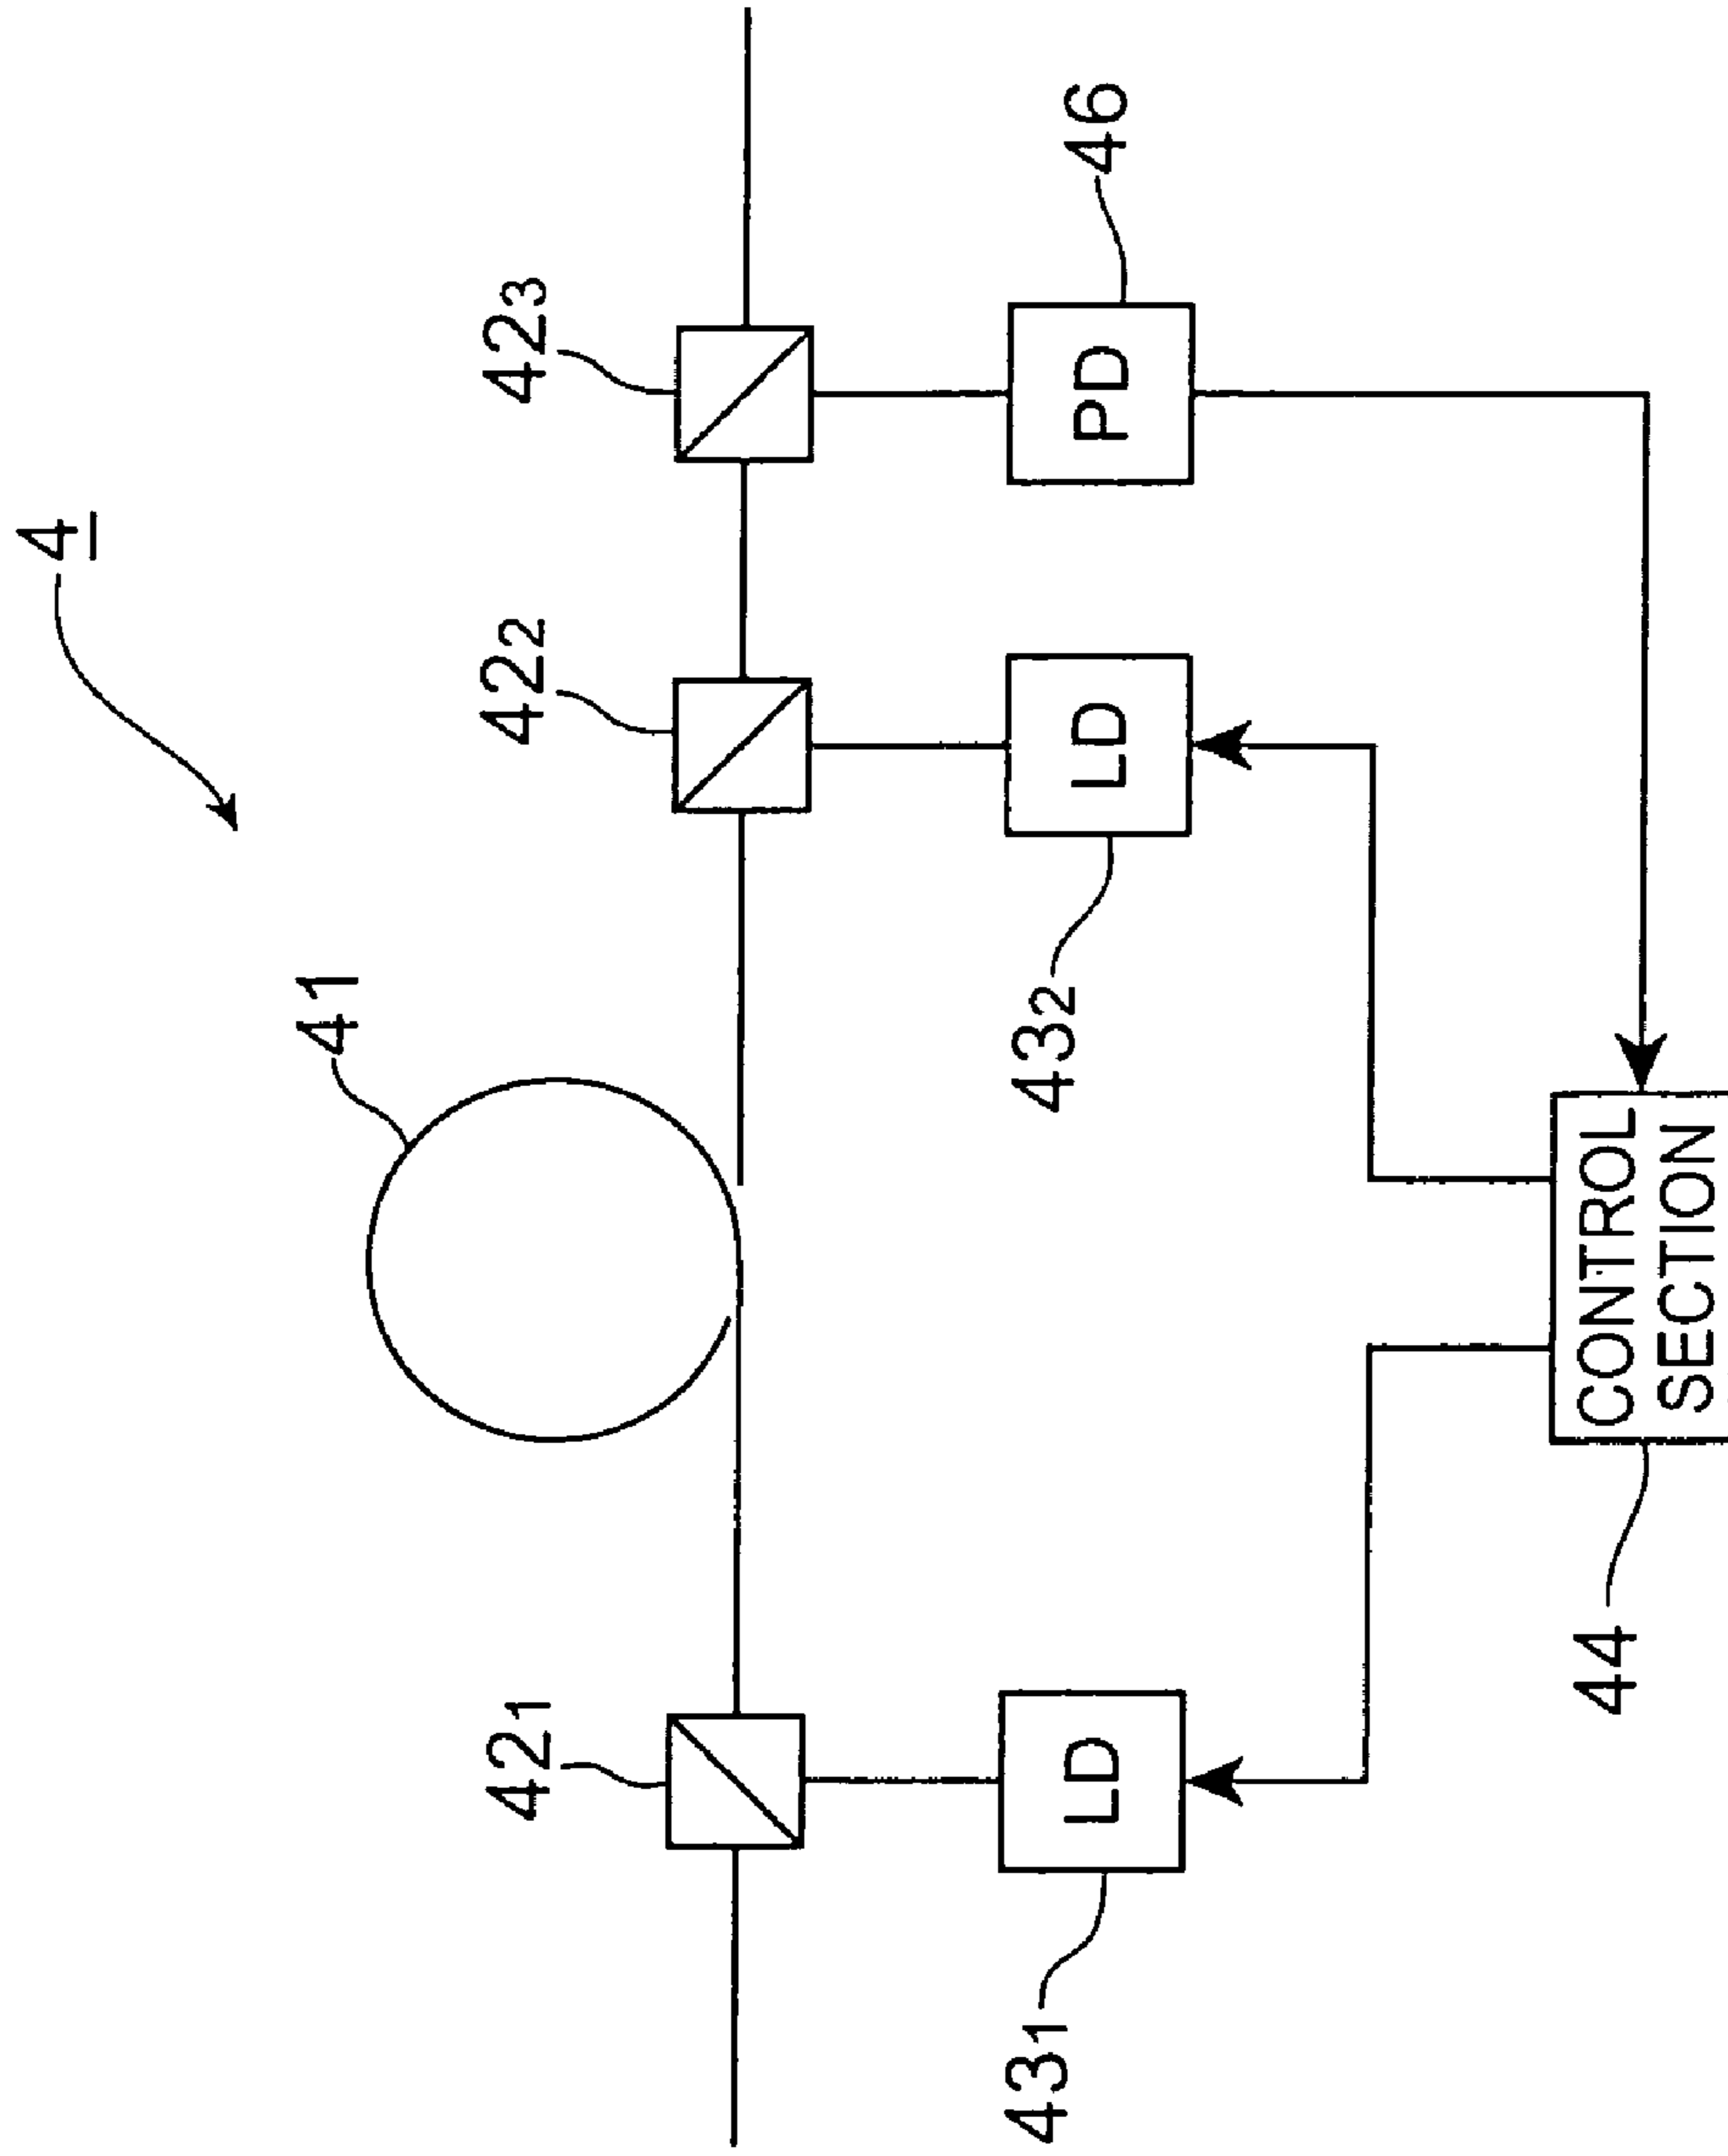 4
41
42₁
42₂
42₃
LD
LD
PD
46
43₁
43₂
CONTROL
SECTION
44